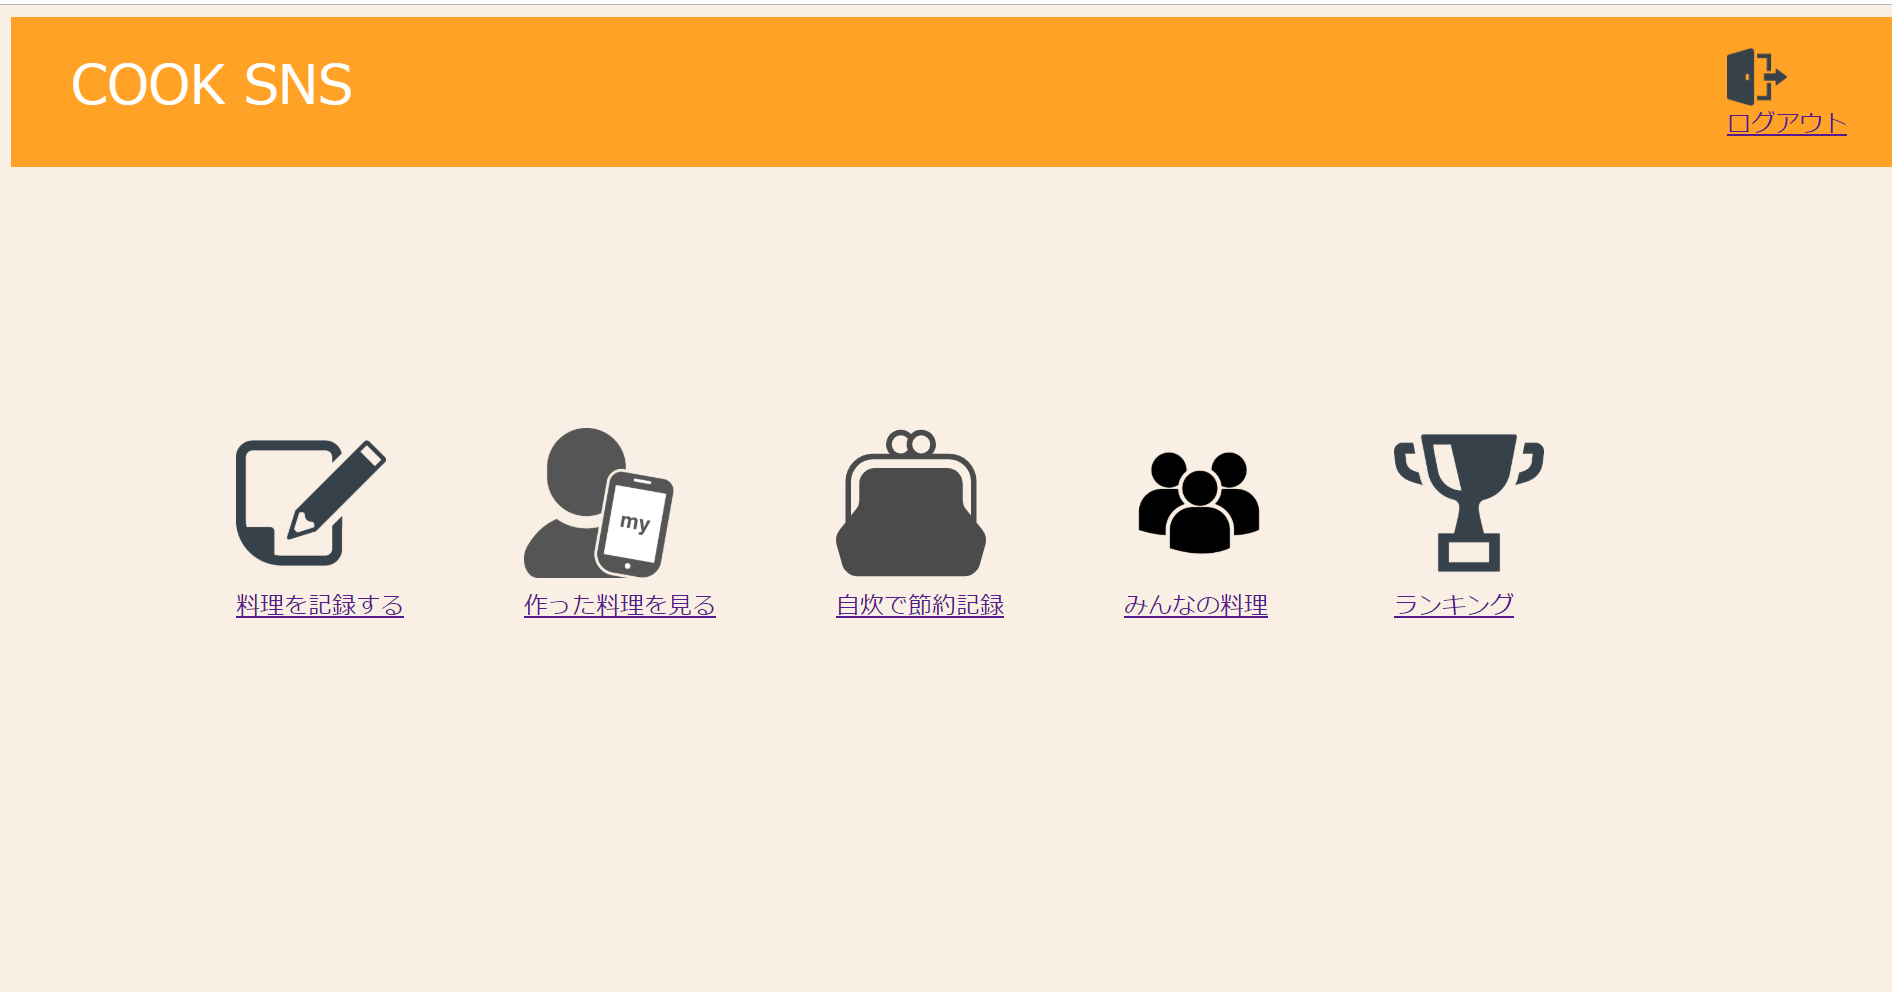 COOK SNS
ログアウト
my
料理を記録する
作った料理を見る
自炊で節約記録
みんなの料理
ランキング